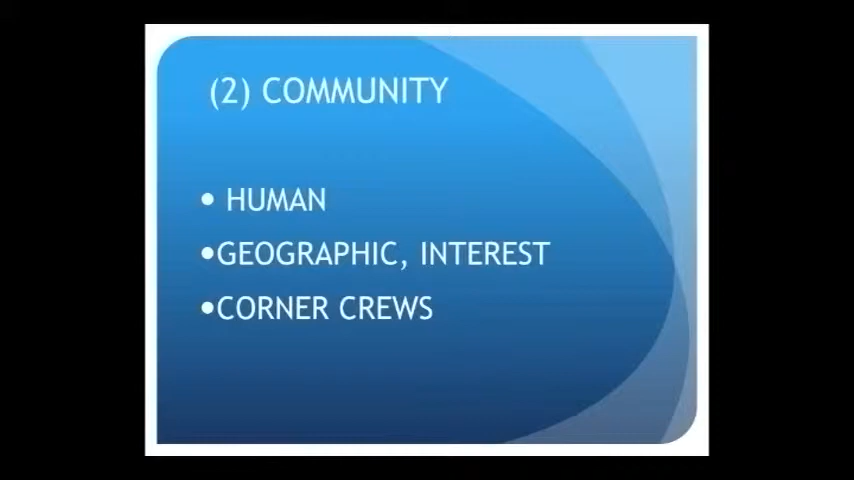 (2) COMMUNITY
• HUMAN
•GEOGRAPHIC, INTEREST
•CORNER CREWS